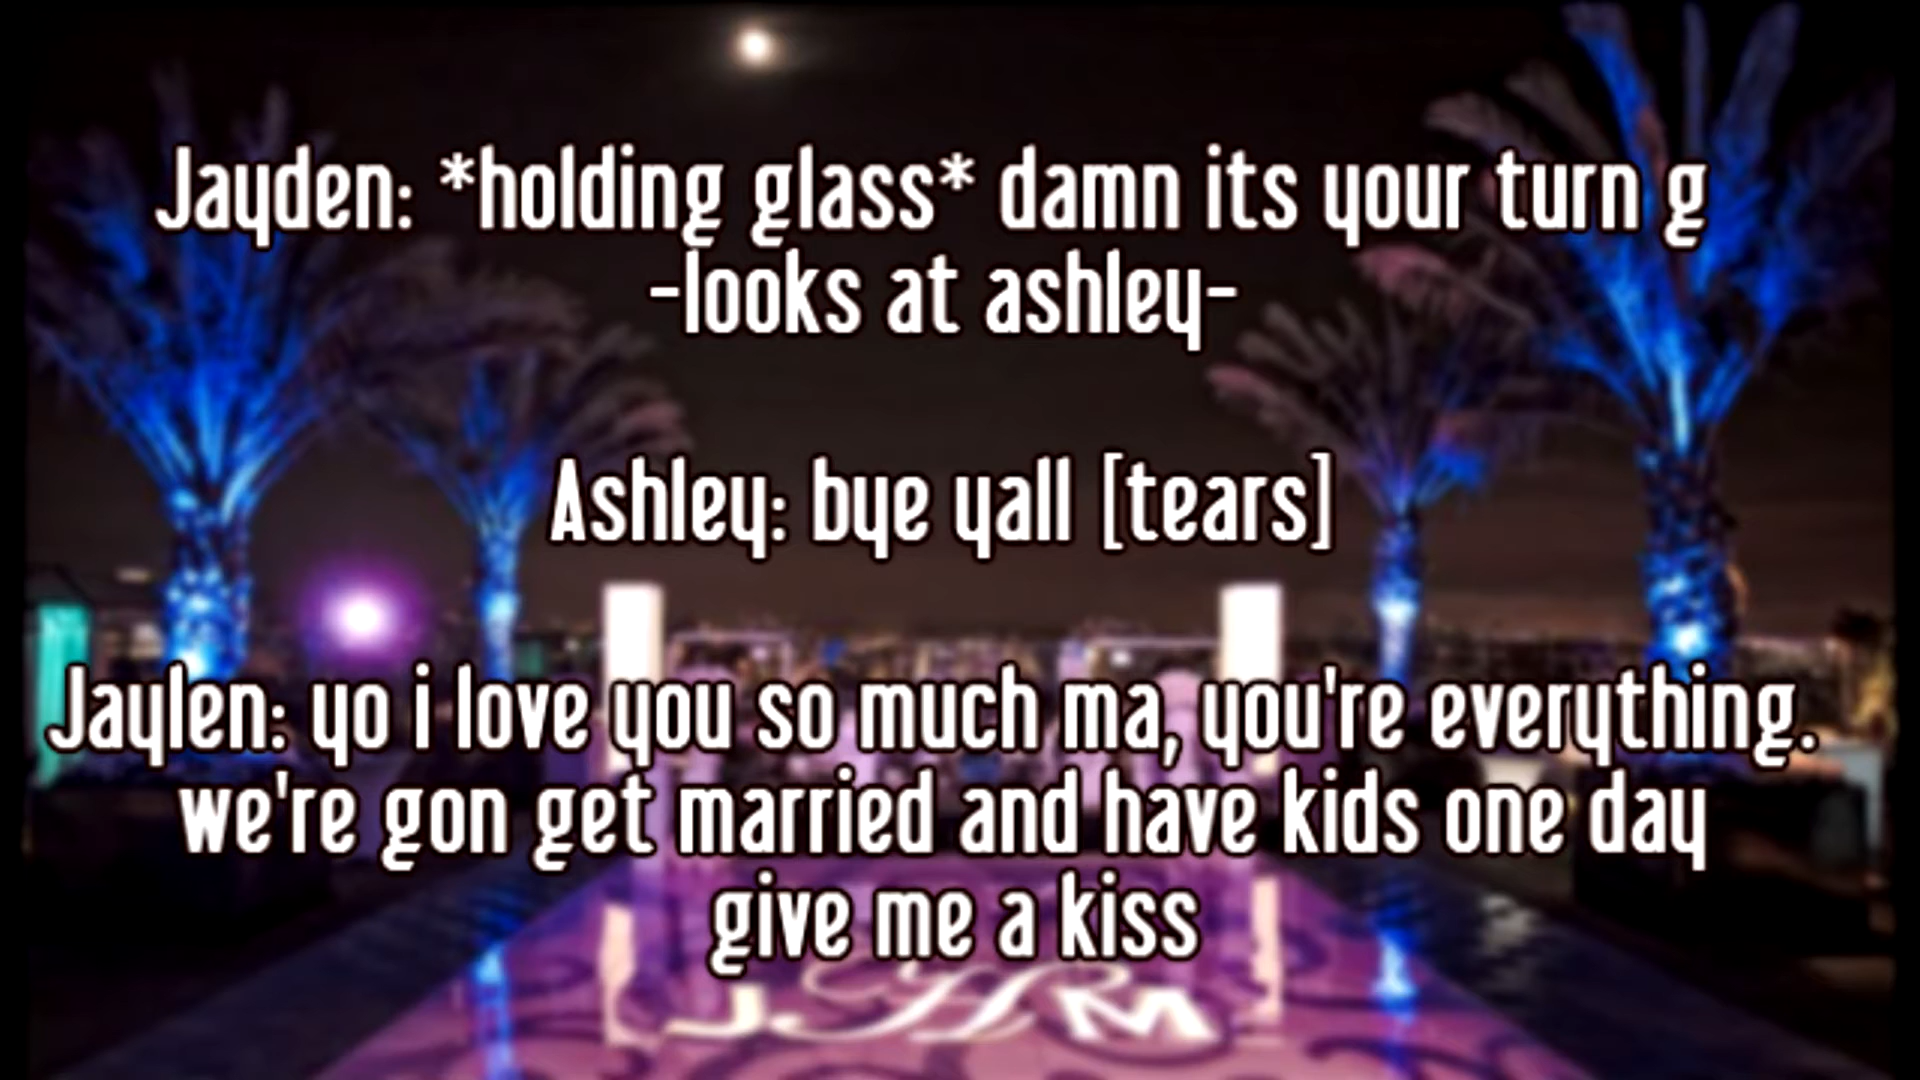 Jayden: *holding glass* damn its your turn g
-looks at ashley-
Ashley: bye yall [tears]
Jaylen: yo i love you so much ma, you're everything.
we're gon get married and have kids one day
give me a kiss
J H M